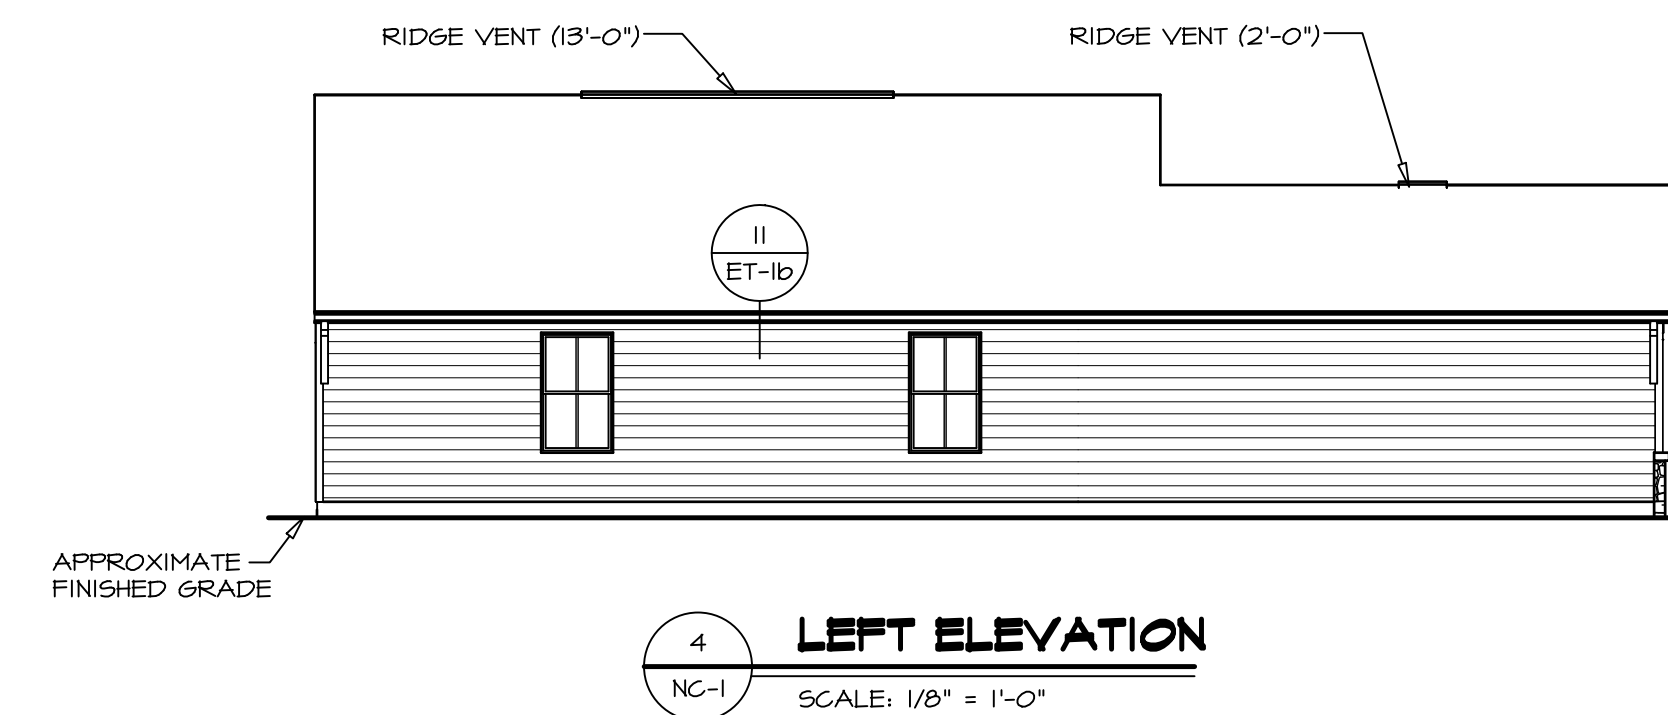 RIDGE VENT (13'-0")
RIDGE VENT (2'-0")
11
ET-1b
APPROXIMATE
FINISHED GRADE
4
NC-1
LEFT ELEVATION
SCALE: 1/8" = 1'-0"